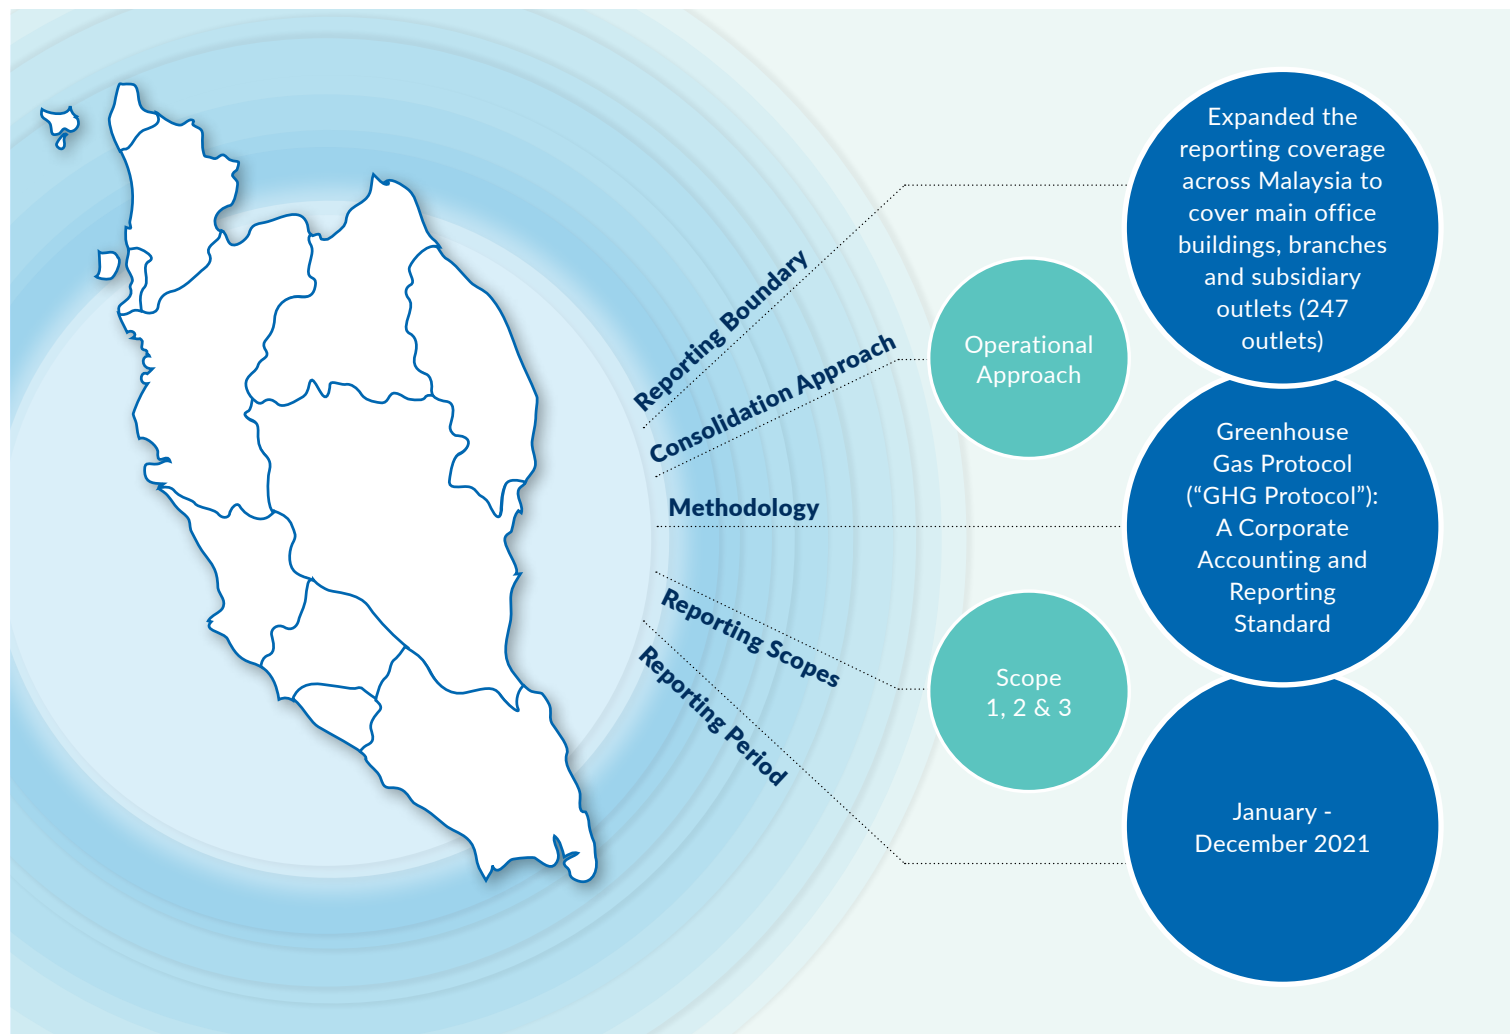 Reporting Boundary
Expanded the
reporting coverage
across Malaysia to
cover main office
buildings, branches
and subsidiary
outlets (247
outlets)
Consolidation Approach
Operational
Approach
Methodology
Greenhouse
Gas Protocol
(“GHG Protocol”):
A Corporate
Accounting and
Reporting
Standard
Reporting Scopes
Scope
1, 2 & 3
Reporting Period
January -
December 2021